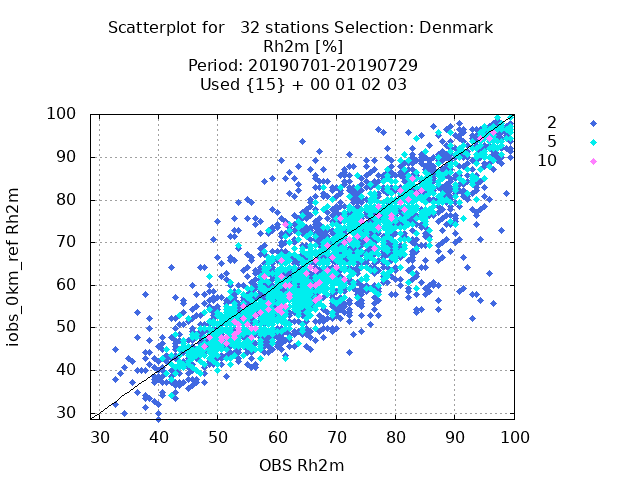 Scatterplot for   32 stations Selection: Denmark
Rh2m [%]
Period: 20190701-20190729
Used {15} + 00 01 02 03
2
5
10
100
90
80
70
60
50
40
30
iobs_0km_ref Rh2m
30 40 50 60 70 80 90 100
OBS Rh2m